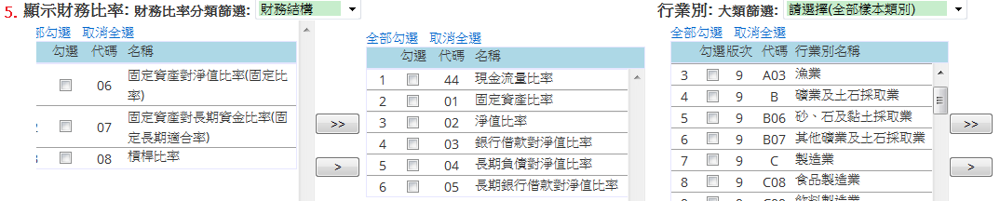 5. 顯示財務比率: 財務比率分類篩選: 財務結構
行業別: 大類篩選: 請選擇(全部樣本類別)
部勾選 取消全選
勾選 代碼 名稱
06 固定資產對淨值比率(固定比
率)
07 固定資產對長期資金比率(固
定長期適合率)
08 槓桿比率
>>
>
全部勾選 取消全選
勾選 代碼 名稱
1 44 現金流量比率
2 01 固定資產比率
3 02 淨值比率
4 03 銀行借款對淨值比率
5 04 長期負債對淨值比率
6 05 長期銀行借款對淨值比率
全部勾選 取消全選
勾選 版次 代碼 行業別名稱
3 9 A03 漁業
4 9 B 礦業及土石採取業
5 9 B06 砂、石及黏土採取業
6 9 B07 其他礦業及土石採取業
7 9 C 製造業
8 9 C08 食品製造業
>>
>